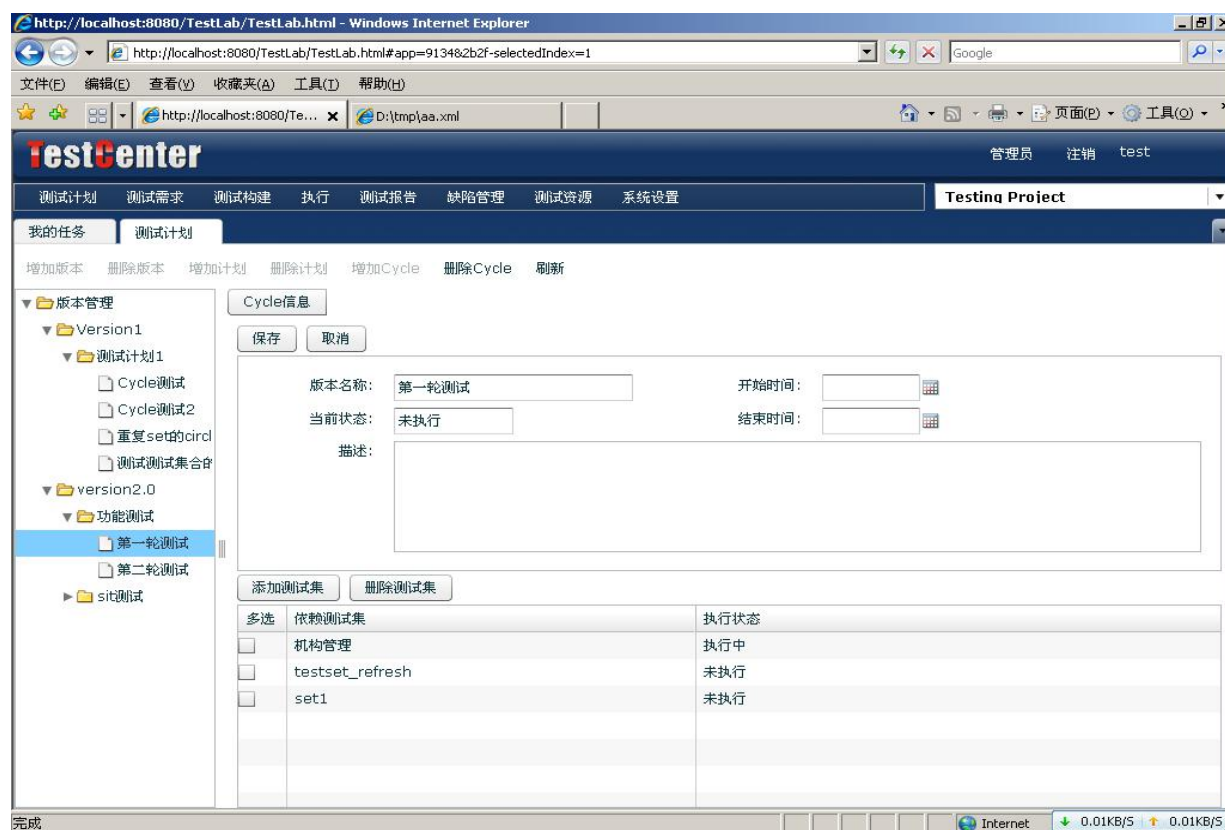 http://localhost:8080/TestLab/TestLab.html - Windows Internet Explorer
http://localhost:8080/TestLab/TestLab.html#app=9134&2b2f-selectedIndex=1 Google
文件(F) 编辑(E) 查看(V) 收藏夹(A) 工具(T) 帮助(H)
http://localhost:8080/Te... D:\tmp\aa.xml 页面(P) 工具(O)
TestCenter 管理员 注销 test
测试计划 测试需求 测试构建 执行 测试报告 缺陷管理 测试资源 系统设置 Testing Project
我的任务 测试计划
增加版本 删除版本 增加计划 删除计划 增加Cycle 删除Cycle 刷新
版本管理
Version1
测试计划1
Cycle测试
Cycle测试2
重复set的circl
测试测试集合的
version2.0
功能测试
第一轮测试
第二轮测试
sit测试
Cycle信息
保存 取消
版本名称: 第一轮测试 开始时间:
当前状态: 未执行 结束时间:
描述:
添加测试集 删除测试集
多选 依赖测试集 执行状态
机构管理 执行中
testset_refresh 未执行
set1 未执行
完成 Internet 0.01KB/S 0.01KB/S